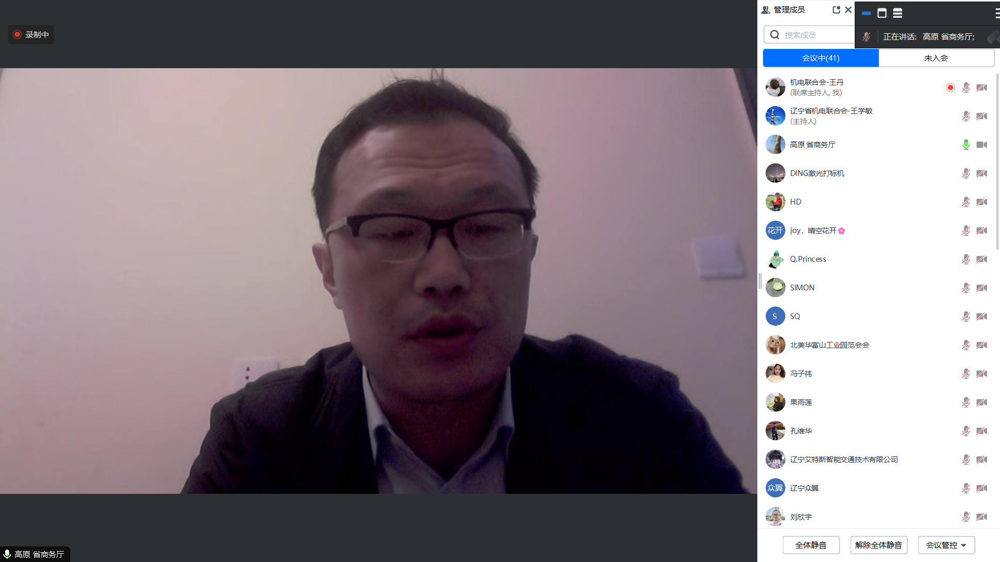 录制中
高原 省商务厅
管理成员
搜索成员
正在讲话: 高原 省商务厅;
会议中(41)
未入会
机电联合会-王丹
(联席主持人, 我)
辽宁省机电联合会-王学敏
(主持人)
高原 省商务厅
DING激光打标机
HD
花开
joy，晴空花开🌸
Q.Princess
SIMON
S
SQ
北美华富山工业园范会会
冯子祎
果雨莲
孔维华
辽宁艾特斯智能交通技术有限公司
众翼
辽宁众翼
刘欣宇
全体静音
解除全体静音
会议管控